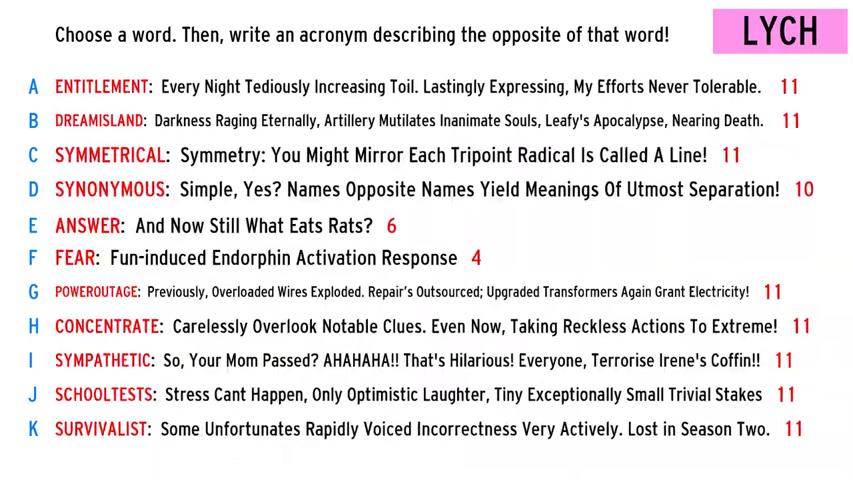 Choose a word. Then, write an acronym describing the opposite of that word!
LYCH
A ENTITLEMENT: Every Night Tediously Increasing Toil. Lastingly Expressing, My Efforts Never Tolerable. 11
B DREAMISLAND: Darkness Raging Eternally, Artillery Mutilates Inanimate Souls, Leafy's Apocalypse, Nearing Death. 11
C SYMMETRICAL: Symmetry: You Might Mirror Each Tripoint Radical Is Called A Line! 11
D SYNONYMOUS: Simple, Yes? Names Opposite Names Yield Meanings Of Utmost Separation! 10
E ANSWER: And Now Still What Eats Rats? 6
F FEAR: Fun-induced Endorphin Activation Response 4
G POWEROUTAGE: Previously, Overloaded Wires Exploded. Repair's Outsourced; Upgraded Transformers Again Grant Electricity! 11
H CONCENTRATE: Carelessly Overlook Notable Clues. Even Now, Taking Reckless Actions To Extreme! 11
I SYMPATHETIC: So, Your Mom Passed? AHAHAHA!! That's Hilarious! Everyone, Terrorise Irene's Coffin!! 11
J SCHOOLTESTS: Stress Cant Happen, Only Optimistic Laughter, Tiny Exceptionally Small Trivial Stakes 11
K SURVIVALIST: Some Unfortunates Rapidly Voiced Incorrectness Very Actively. Lost in Season Two. 11